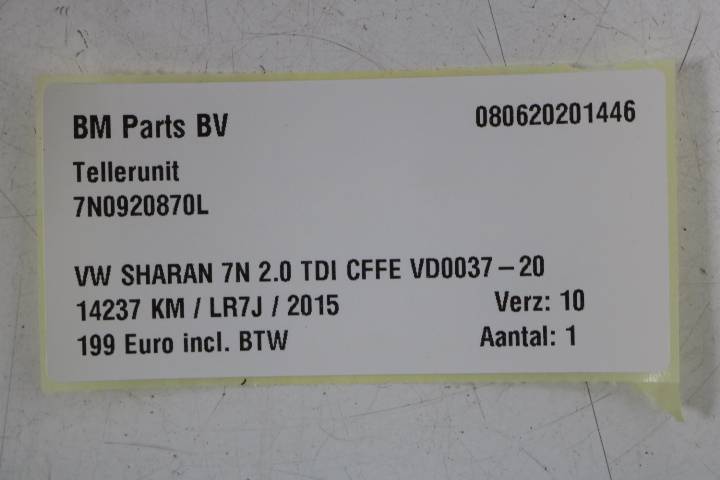 BM Parts BV 080620201446
Tellerunit
7N0920870L
VW SHARAN 7N 2.0 TDI CFFE VD0037-20
14237 KM / LR7J / 2015 Verz: 10
199 Euro incl. BTW Aantal: 1